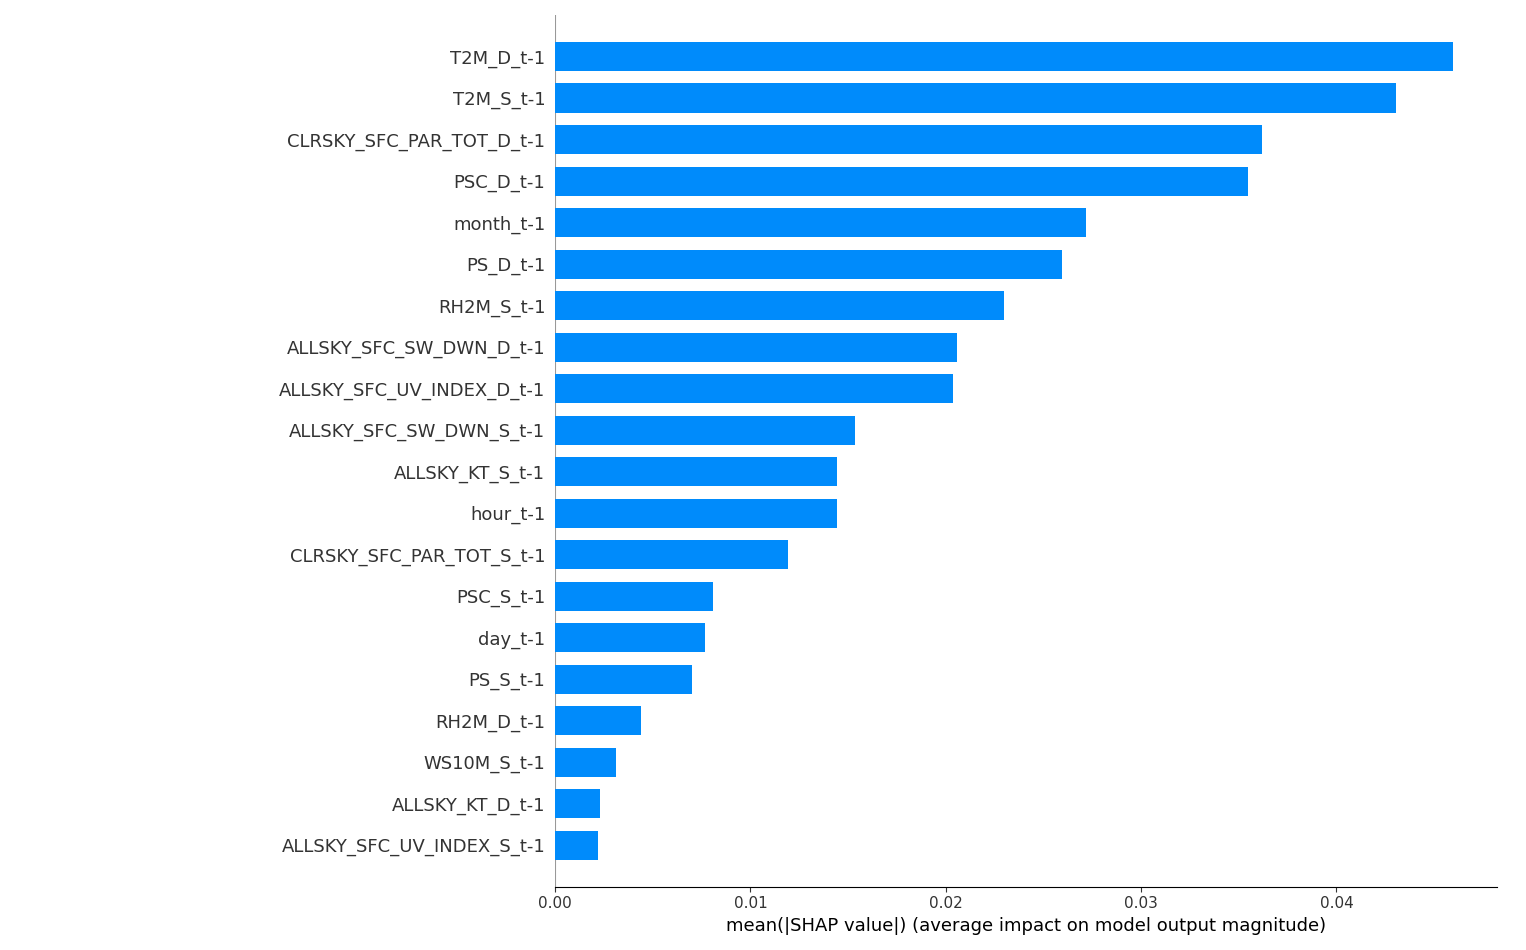 T2M_D_t-1
T2M_S_t-1
CLRSKY_SFC_PAR_TOT_D_t-1
PSC_D_t-1
month_t-1
PS_D_t-1
RH2M_S_t-1
ALLSKY_SFC_SW_DWN_D_t-1
ALLSKY_SFC_UV_INDEX_D_t-1
ALLSKY_SFC_SW_DWN_S_t-1
ALLSKY_KT_S_t-1
hour_t-1
CLRSKY_SFC_PAR_TOT_S_t-1
PSC_S_t-1
day_t-1
PS_S_t-1
RH2M_D_t-1
WS10M_S_t-1
ALLSKY_KT_D_t-1
ALLSKY_SFC_UV_INDEX_S_t-1
0.00 0.01 0.02 0.03 0.04
mean(|SHAP value|) (average impact on model output magnitude)